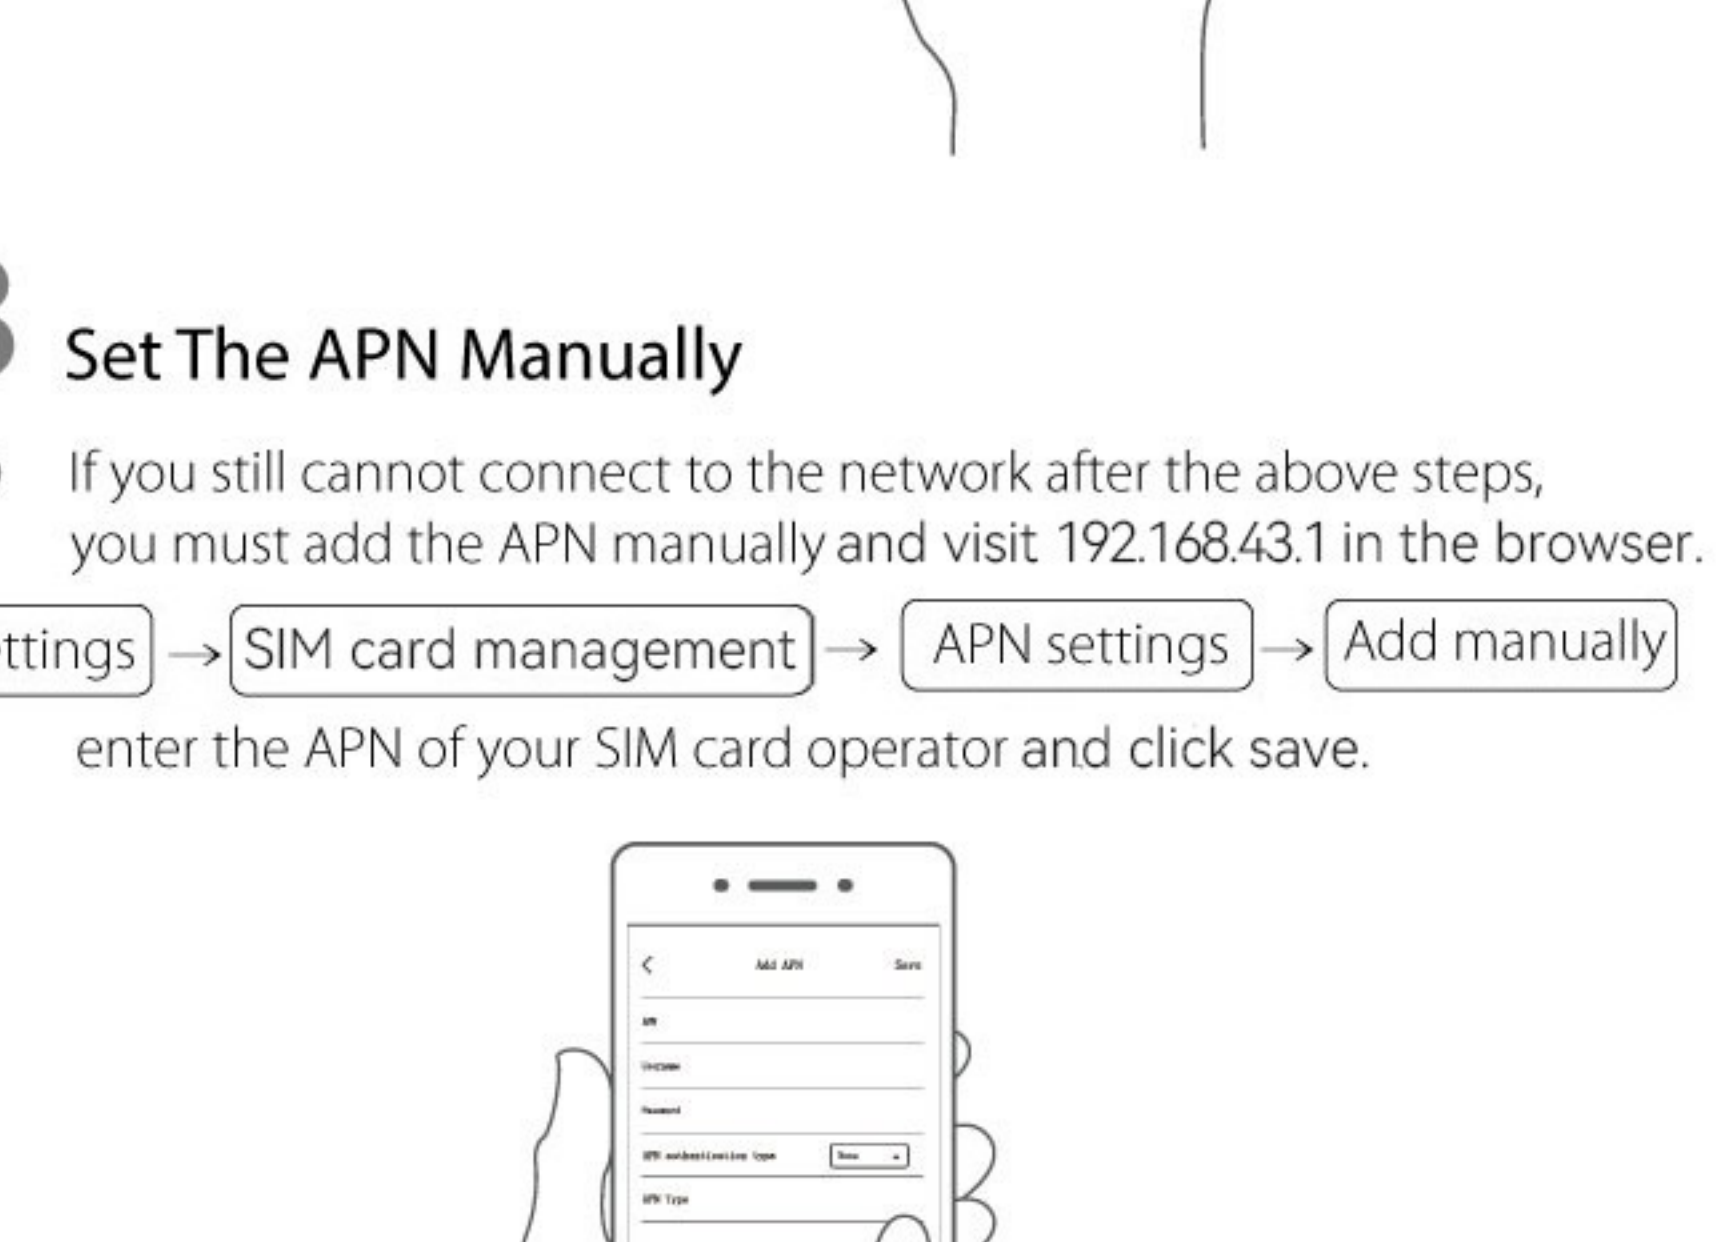 Set The APN Manually
If you still cannot connect to the network after the above steps,
you must add the APN manually and visit 192.168.43.1 in the browser.
ttings → SIM card management → APN settings → Add manually
enter the APN of your SIM card operator and click save.
Add APN Save
APN
Username
Password
APN authentication type None
APN Type